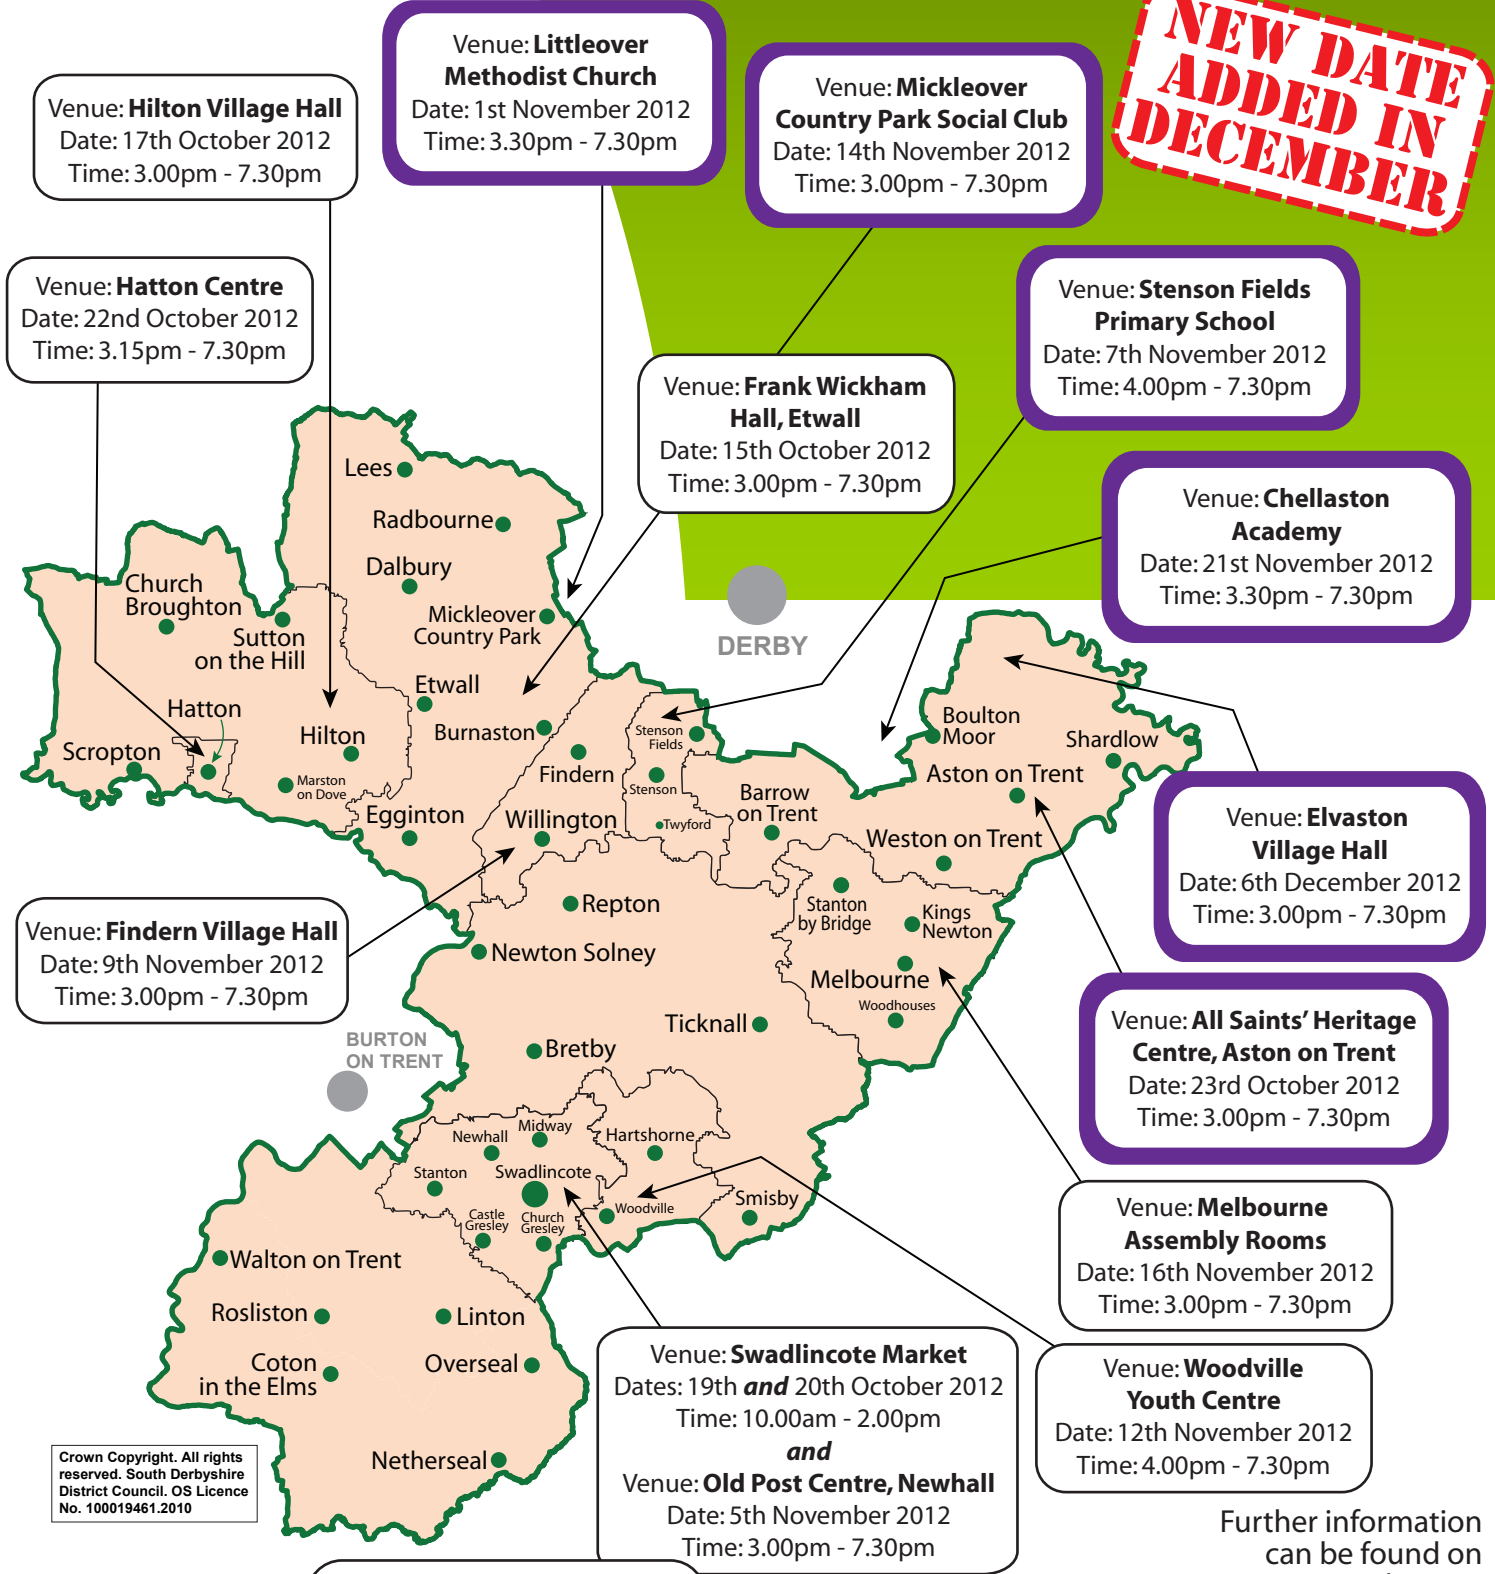 NEW DATE
ADDED IN
DECEMBER
Venue: Littleover
Methodist Church
Date: 1st November 2012
Time: 3.30pm - 7.30pm
Venue: Mickleover
Country Park Social Club
Date: 14th November 2012
Time: 3.00pm - 7.30pm
Venue: Hilton Village Hall
Date: 17th October 2012
Time: 3.00pm - 7.30pm
Venue: Hatton Centre
Date: 22nd October 2012
Time: 3.15pm - 7.30pm
Venue: Stenson Fields
Primary School
Date: 7th November 2012
Time: 4.00pm - 7.30pm
Venue: Frank Wickham
Hall, Etwall
Date: 15th October 2012
Time: 3.00pm - 7.30pm
Venue: Chellaston
Academy
Date: 21st November 2012
Time: 3.30pm - 7.30pm
Lees
Radbourne
Dalbury
Church
Broughton
Sutton
on the Hill
Mickleover
Country Park
DERBY
Etwall
Hatton
Hilton
Burnaston
Scropton
Marston
on Dove
Egginton
Findern
Willington
Stenson
Fields
Stenson
Twyford
Barrow
on Trent
Boulton
Moor
Shardlow
Aston on Trent
Weston on Trent
Venue: Elvaston
Village Hall
Date: 6th December 2012
Time: 3.00pm - 7.30pm
Venue: Findern Village Hall
Date: 9th November 2012
Time: 3.00pm - 7.30pm
Repton
Newton Solney
Stanton
by Bridge
Kings
Newton
Melbourne
Woodhouses
Ticknall
Bretby
BURTON
ON TRENT
Venue: All Saints' Heritage
Centre, Aston on Trent
Date: 23rd October 2012
Time: 3.00pm - 7.30pm
Midway
Newhall
Hartshorne
Stanton
Swadlincote
Castle
Gresley
Church
Gresley
Woodville
Smisby
Venue: Melbourne
Assembly Rooms
Date: 16th November 2012
Time: 3.00pm - 7.30pm
Walton on Trent
Rosliston
Linton
Coton
in the Elms
Overseal
Netherseal
Venue: Swadlincote Market
Dates: 19th and 20th October 2012
Time: 10.00am - 2.00pm
and
Venue: Old Post Centre, Newhall
Date: 5th November 2012
Time: 3.00pm - 7.30pm
Venue: Woodville
Youth Centre
Date: 12th November 2012
Time: 4.00pm - 7.30pm
Crown Copyright. All rights
reserved. South Derbyshire
District Council. OS Licence
No. 100019461.2010
Further information
can be found on